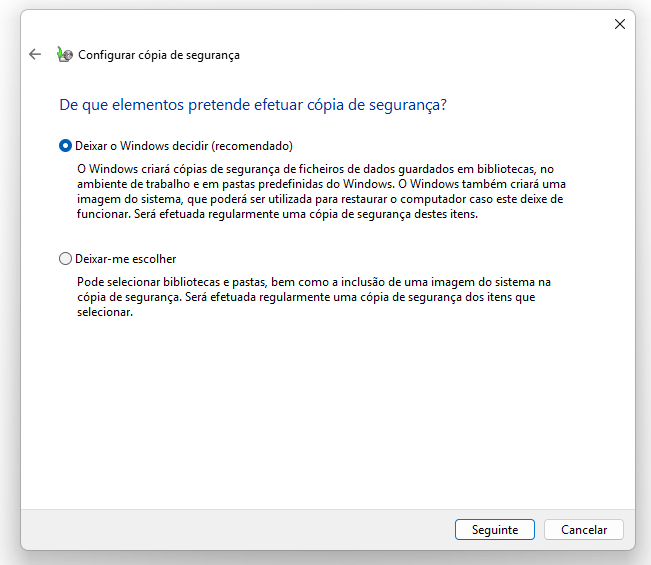 Configurar cópia de segurança
De que elementos pretende efetuar cópia de segurança?
Deixar o Windows decidir (recomendado)
O Windows criará cópias de segurança de ficheiros de dados guardados em bibliotecas, no
ambiente de trabalho e em pastas predefinidas do Windows. O Windows também criará uma
imagem do sistema, que poderá ser utilizada para restaurar o computador caso este deixe de
funcionar. Será efetuada regularmente uma cópia de segurança destes itens.
Deixar-me escolher
Pode selecionar bibliotecas e pastas, bem como a inclusão de uma imagem do sistema na
cópia de segurança. Será efetuada regularmente uma cópia de segurança dos itens que
selecionar.
Seguinte
Cancelar